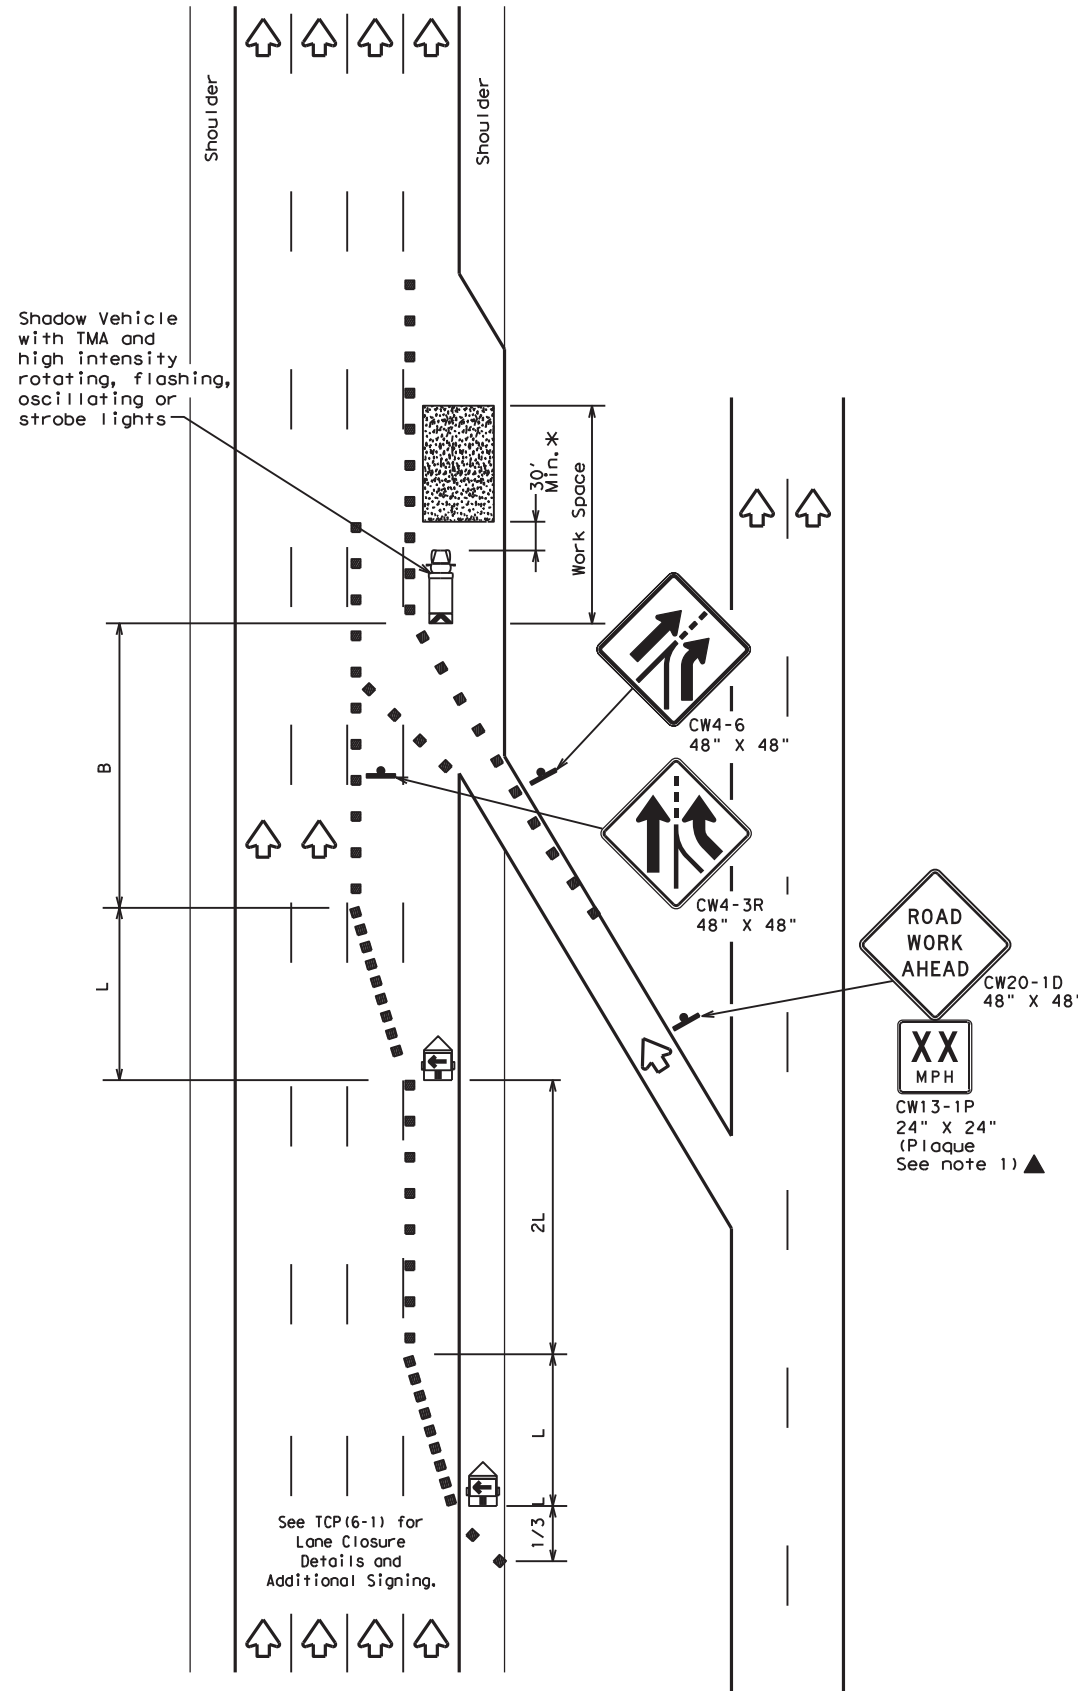 Shoulder
Shoulder
Shadow Vehicle
with TMA and
high intensity
rotating, flashing,
oscillating or
strobe lights
30'
Min.*
Work Space
CW4-6
48" X 48"
B
CW4-3R
48" X 48"
ROAD
WORK
AHEAD
CW20-1D
48" X 48"
L
XX
MPH
CW13-1P
24" X 24"
(Plaque
See note 1)▲
2L
L
1/3 L
See TCP(6-1) for
Lane Closure
Details and
Additional Signing.